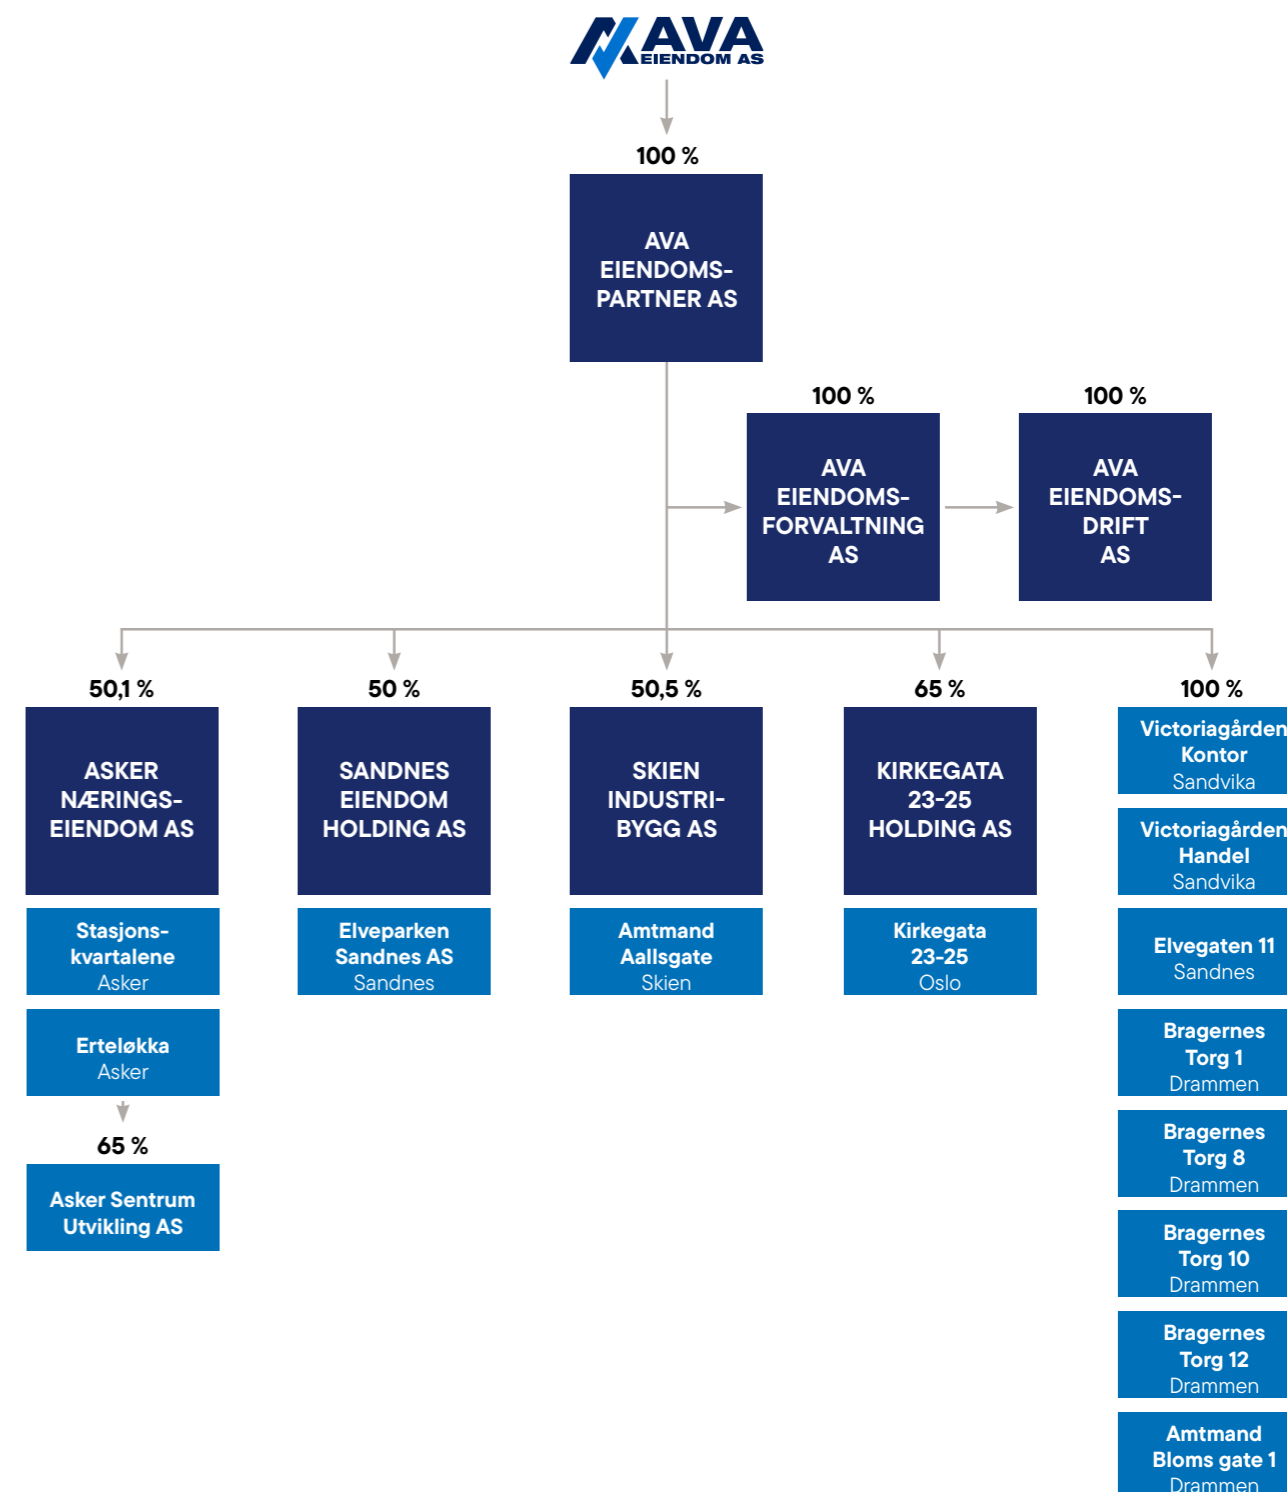 AVA
EIENDOM AS
100 %
AVA
EIENDOMS-
PARTNER AS
100 %
AVA
EIENDOMS-
FORVALTNING
AS
100 %
AVA
EIENDOMS-
DRIFT
AS
50,1 %
ASKER
NÆRINGS-
EIENDOM AS
Stasjons-
kvartalene
Asker
Erteløkka
Asker
65 %
Asker Sentrum
Utvikling AS
50 %
SANDNES
EIENDOM
HOLDING AS
Elveparken
Sandnes AS
Sandnes
50,5 %
SKIEN
INDUSTRI-
BYGG AS
Amtmand
Aallsgate
Skien
65 %
KIRKEGATA
23-25
HOLDING AS
Kirkegata
23-25
Oslo
100 %
Victoriagården
Kontor
Sandvika
Victoriagården
Handel
Sandvika
Elvegaten 11
Sandnes
Bragernes
Torg 1
Drammen
Bragernes
Torg 8
Drammen
Bragernes
Torg 10
Drammen
Bragernes
Torg 12
Drammen
Amtmand
Bloms gate 1
Drammen